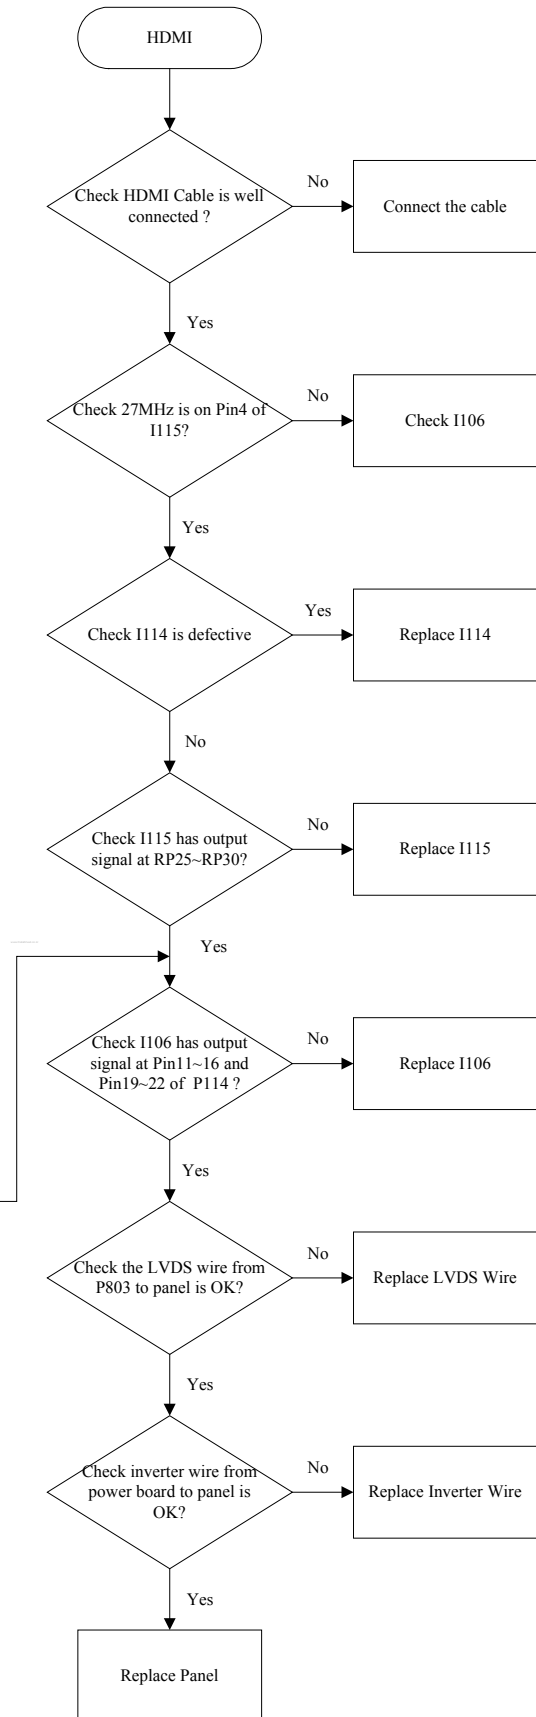 HDMI
Check HDMI Cable is well
connected ?
No
Connect the cable
Yes
Check 27MHz is on Pin4 of
I115?
No
Check I106
Yes
Check I114 is defective
Yes
Replace I114
No
Check I115 has output
signal at RP25~RP30?
No
Replace I115
Yes
Check I106 has output
signal at Pin11~16 and
Pin19~22 of P114 ?
No
Replace I106
Yes
Check the LVDS wire from
P803 to panel is OK?
No
Replace LVDS Wire
Yes
Check inverter wire from
power board to panel is
OK?
No
Replace Inverter Wire
Yes
Replace Panel